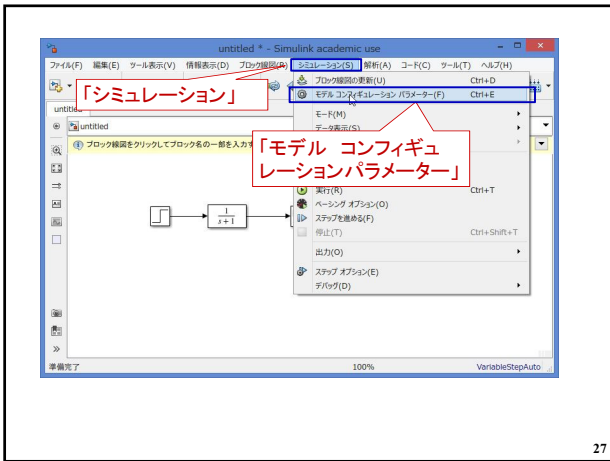 untitled * - Simulink academic use
ファイル(F) 編集(E) ツール表示(V) 情報表示(D) ブロック線図(R) シミュレーション(S) 解析(A) コード(C) ツール(T) ヘルプ(H)
ブロック線図の更新(U) Ctrl+D
「シミュレーション」
モデル コンフィギュレーション パラメーター(F) Ctrl+E
untitled
モード(M)
untitled
データ表示(S)
ブロック線図をクリックしてブロック名の一部を入力す
「モデル コンフィギュ
レーションパラメーター」
実行(R) Ctrl+T
ペーシング オプション(O)
1
s+1
ステップを進める(F)
停止(T) Ctrl+Shift+T
出力(O)
ステップ オプション(E)
デバッグ(D)
準備完了 100% VariableStepAuto
27